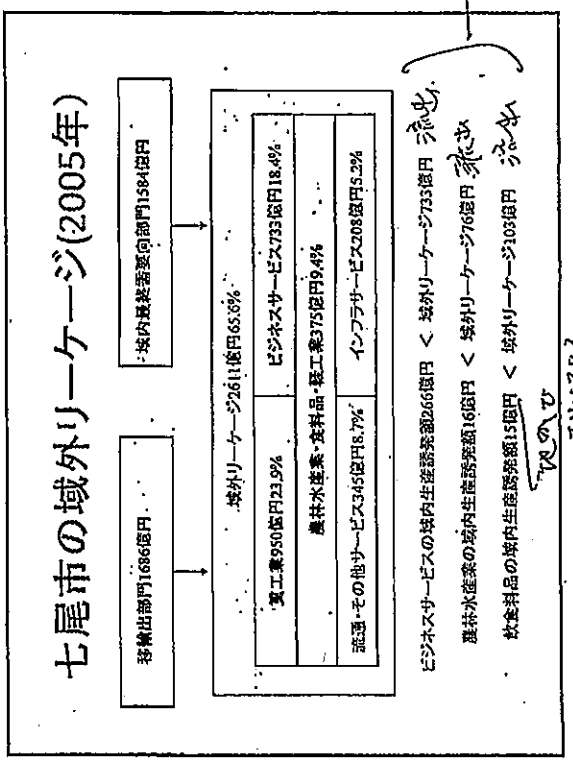 七尾市の域外リーケージ(2005年)
移輸出部門1686億円
域内最終需要向部門1584億円
域外リーケージ2611億円65.6%
重工業950億円23.9%
ビジネスサービス733億円18.4%
農林水産業・食料品・軽工業375億円9.4%
流通・その他サービス345億円8.7%
インフラサービス208億円5.2%
ビジネスサービスの域内生産誘発額266億円 < 域外リーケージ733億円 流出
農林水産業の域内生産誘発額16億円 < 域外リーケージ76億円 流出
飲食料品の域内生産誘発額15億円 < 域外リーケージ103億円 流出